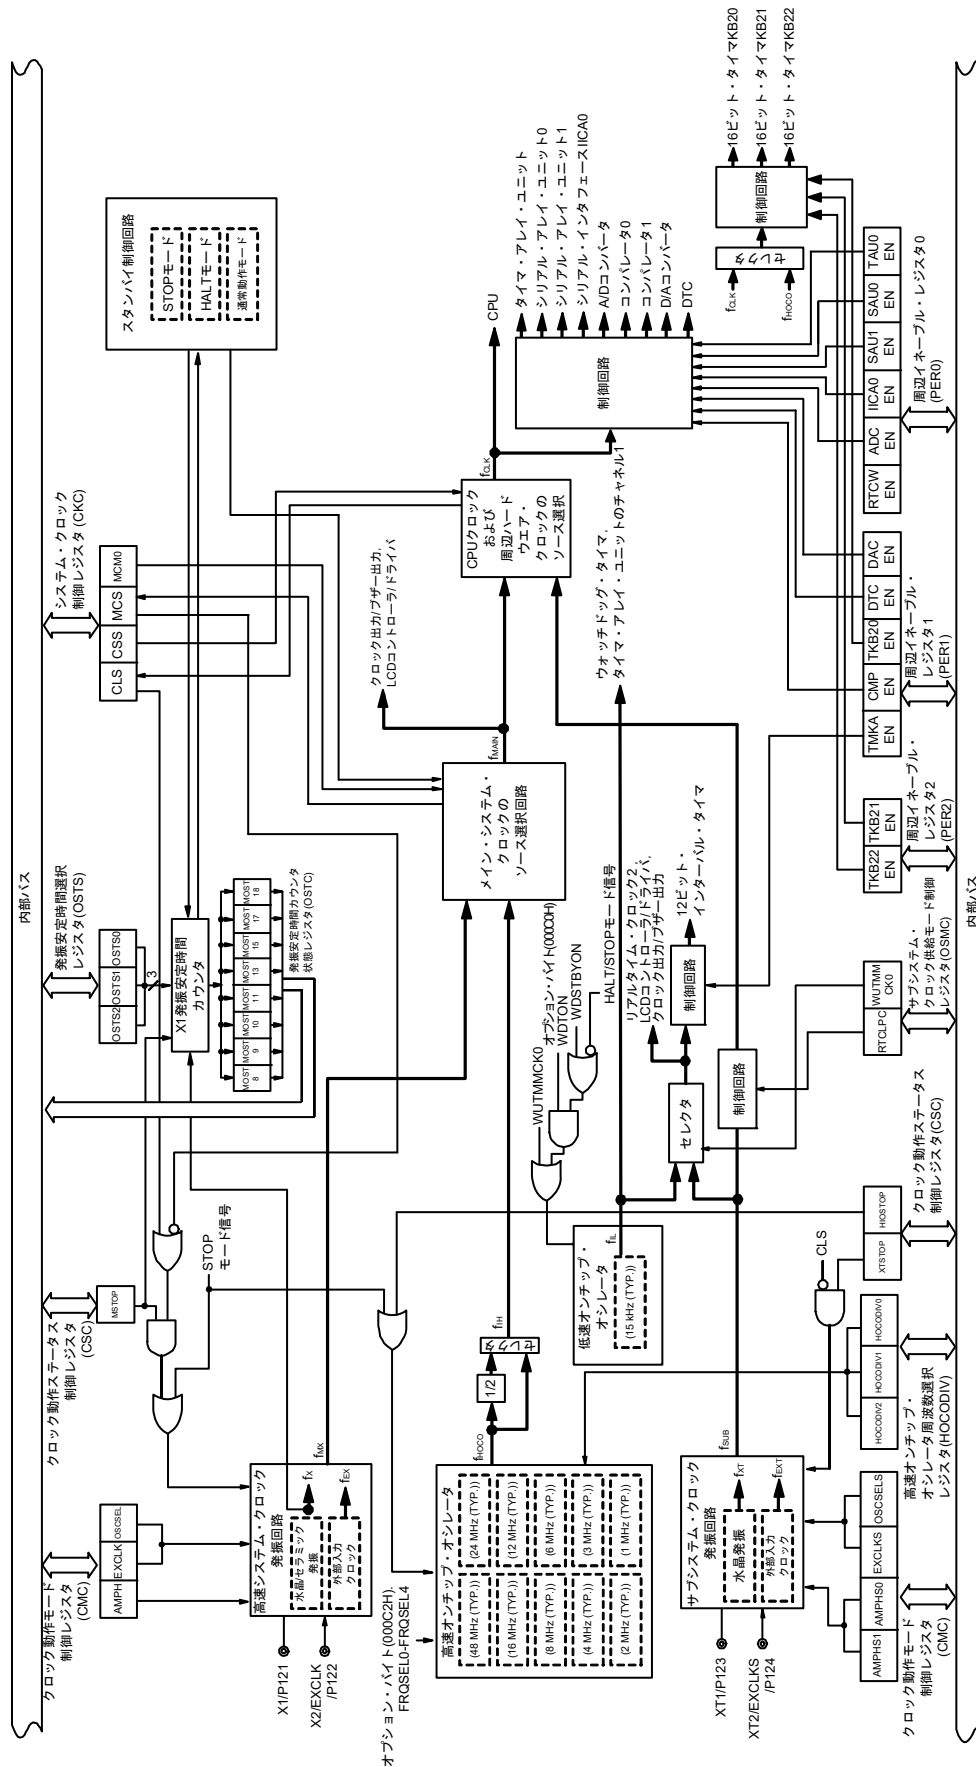 内部バス
クロック動作モード
制御レジスタ
(CMC)
AMPH
EXCLK
OSCSEL
クロック動作ステータス
制御レジスタ
(CSC)
MSTOP
発振安定時間選択
レジスタ(OSTS)
OSTS2
OSTS1
OSTS0
3
システム・クロック
制御レジスタ(CKC)
CLS
CSS
MCS
MCM0
X1発振安定時間
カウンタ
MOST
8
MOST
9
MOST
10
MOST
11
MOST
13
MOST
15
MOST
17
MOST
18
発振安定時間カウンタ
状態レジスタ(OSTC)
スタンバイ制御回路
STOPモード
HALTモード
通常動作モード
STOP
モード信号
X1/P121
X2/EXCLK
/P122
高速システム・クロック
発振回路
水晶/セラミック
発振
fX
外部入力
クロック
fEX
fMX
オプション・バイト(000C2H)
FRQSEL0-FRQSEL4
高速オンチップ・オシレータ
(48 MHz (TYP.))
(24 MHz (TYP.))
(16 MHz (TYP.))
(12 MHz (TYP.))
(8 MHz (TYP.))
(6 MHz (TYP.))
(4 MHz (TYP.))
(3 MHz (TYP.))
(2 MHz (TYP.))
(1 MHz (TYP.))
fHOCO
1/2
セレクタ
fIH
メイン・システム・
クロックの
ソース選択回路
fMAIN
クロック出力/ブザー出力,
LCDコントローラ/ドライバ
CPUクロック
および
周辺ハード
ウエア・
クロックの
ソース選択
fCLK
CPU
制御回路
タイマ・アレイ・ユニット
シリアル・アレイ・ユニット0
シリアル・アレイ・ユニット1
シリアル・インタフェースIICA0
A/Dコンバータ
コンパレータ0
コンパレータ1
D/Aコンバータ
DTC
fCLK
fHOCO
セレクタ
制御回路
16ビット・タイマKB20
16ビット・タイマKB21
16ビット・タイマKB22
WUTMMCK0
オプション・バイト(000C0H)
WDTON
WDSTBYON
HALT/STOPモード信号
低速オンチップ・
オシレータ
(15 kHz (TYP.))
fIL
ウォッチドッグ・タイマ,
タイマ・アレイ・ユニットのチャネル1
リアルタイム・クロック2,
LCDコントローラ/ドライバ,
クロック出力/ブザー出力
セレクタ
制御回路
12ビット・
インターバル・タイマ
制御回路
XT1/P123
XT2/EXCLKS
/P124
サブシステム・クロック
発振回路
水晶発振
fXT
外部入力
クロック
fEXT
fSUB
CLS
AMPHS1
AMPHS0
EXCLKS
OSCSELS
クロック動作モード
制御レジスタ
(CMC)
HOCODIV2
HOCODIV1
HOCODIV0
高速オンチップ・
オシレータ周波数選択
レジスタ(HOCODIV)
XTSTOP
HIOSTOP
クロック動作ステータス
制御レジスタ(CSC)
RTCLPC
WUTMM
CK0
サブシステム・
クロック供給モード制御
レジスタ(OSMC)
TKB22
EN
TKB21
EN
周辺イネーブル・
レジスタ2
(PER2)
TMKA
EN
CMP
EN
TKB20
EN
DTC
EN
DAC
EN
周辺イネーブル・
レジスタ1
(PER1)
RTCW
EN
ADC
EN
IICA0
EN
SAU1
EN
SAU0
EN
TAU0
EN
周辺イネーブル・レジスタ0
(PER0)
内部バス